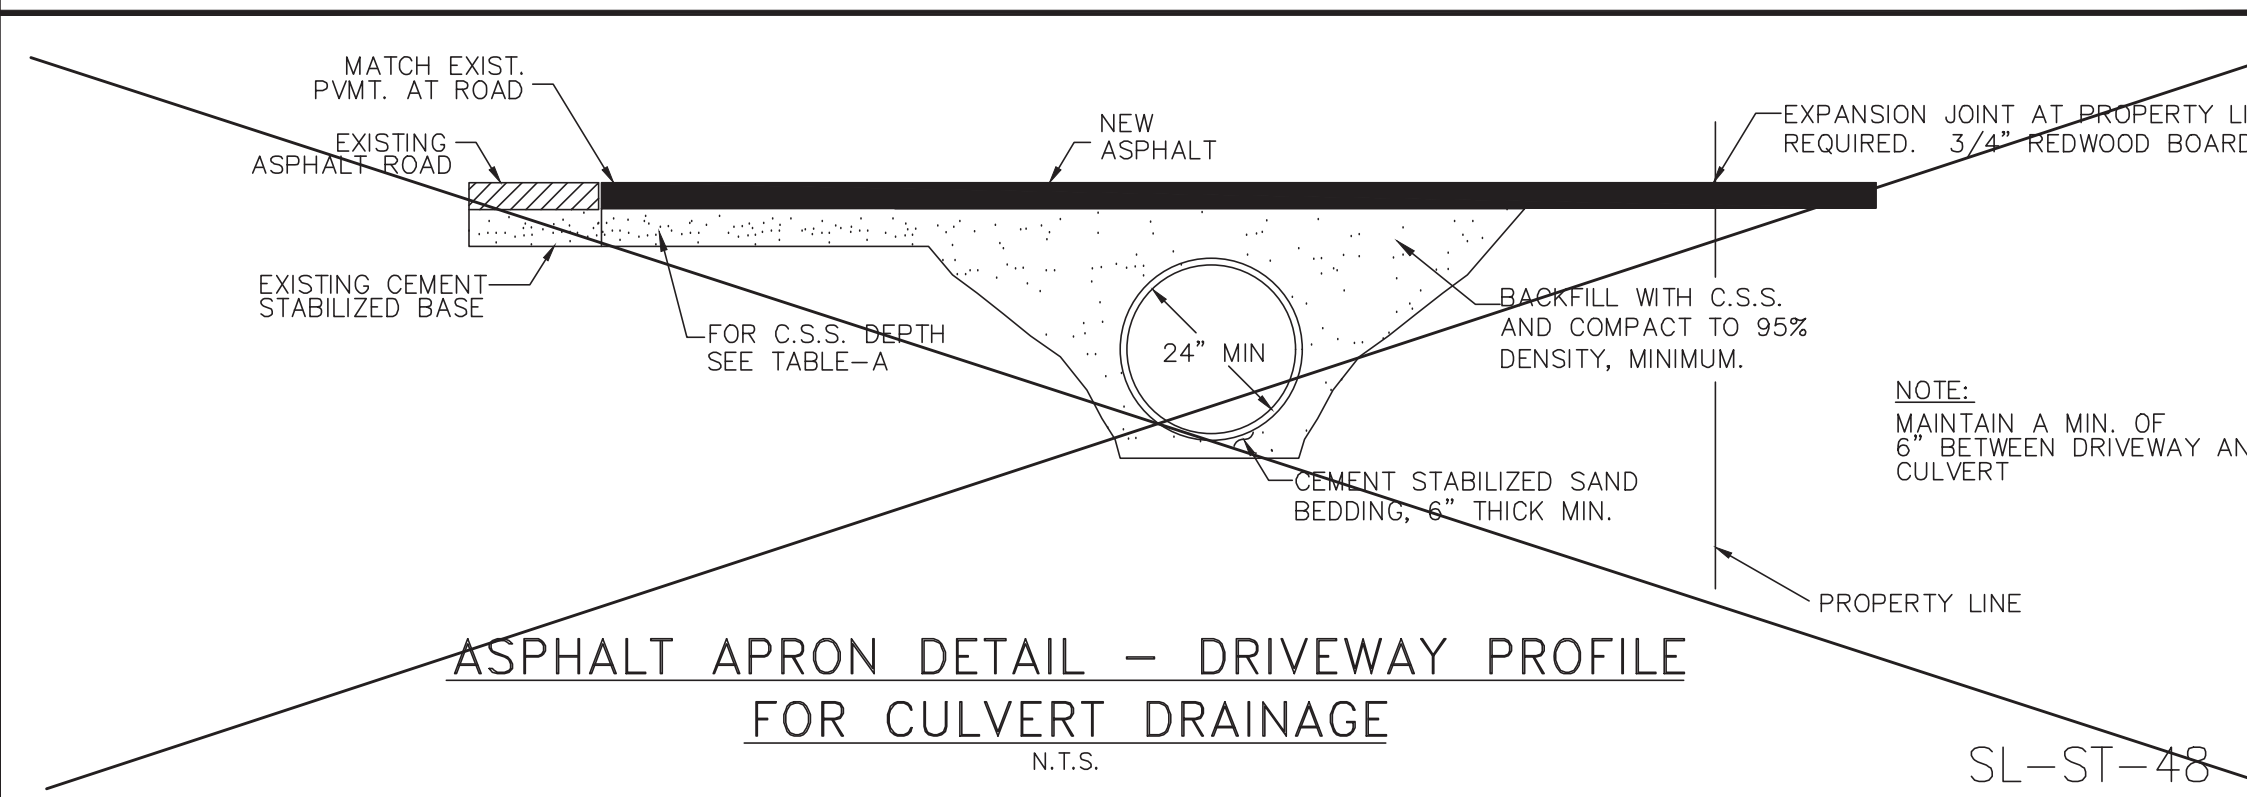 MATCH EXIST.
PVMT. AT ROAD
EXISTING
ASPHALT ROAD
NEW
ASPHALT
EXPANSION JOINT AT PROPERTY LI
REQUIRED. 3/4” REDWOOD BOARD
EXISTING CEMENT
STABILIZED BASE
FOR C.S.S. DEPTH
SEE TABLE-A
24” MIN
BACKFILL WITH C.S.S.
AND COMPACT TO 95%
DENSITY, MINIMUM.
NOTE:
MAINTAIN A MIN. OF
6” BETWEEN DRIVEWAY AN
CULVERT
CEMENT STABILIZED SAND
BEDDING, 6” THICK MIN.
PROPERTY LINE
ASPHALT APRON DETAIL - DRIVEWAY PROFILE
FOR CULVERT DRAINAGE
N.T.S.
SL-ST-48